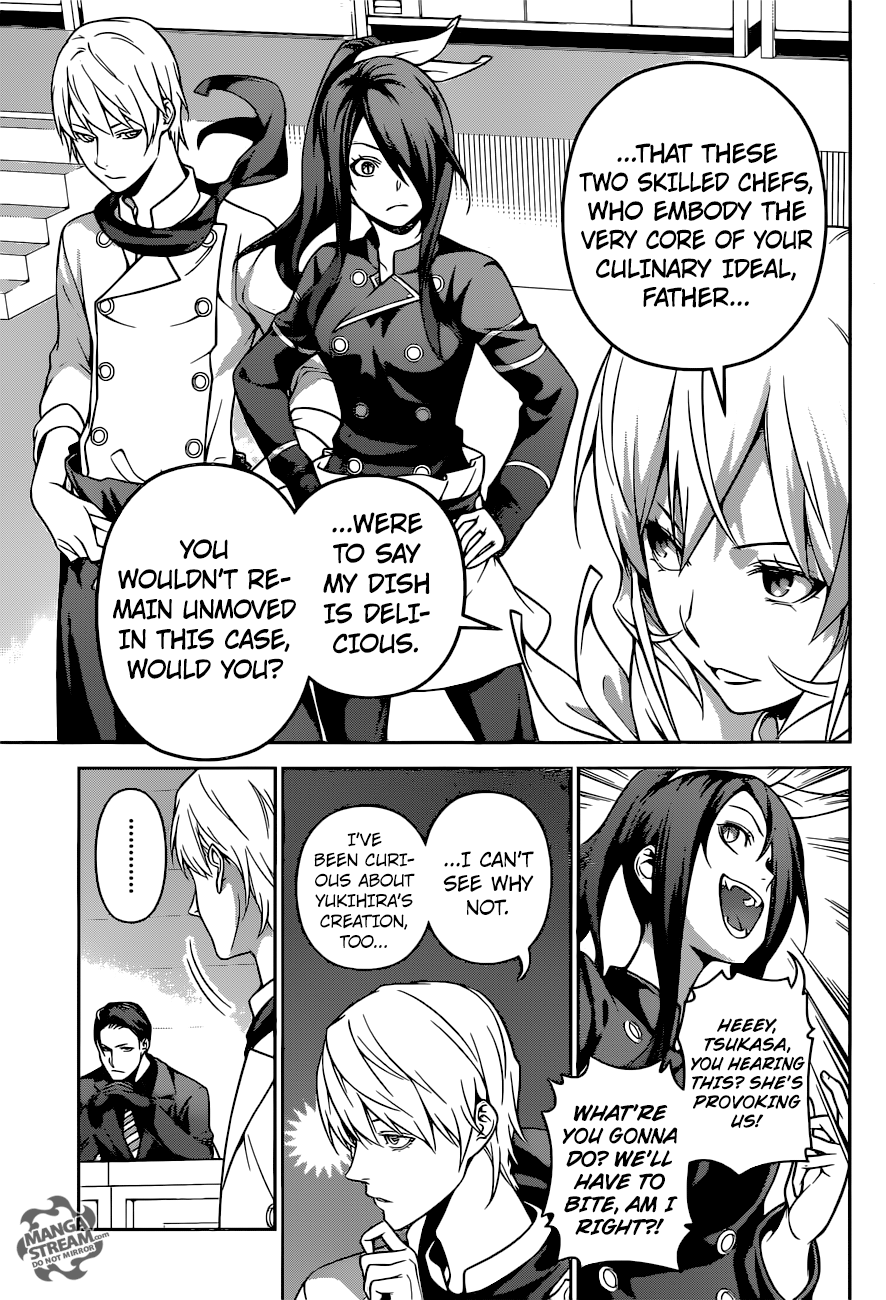 ...THAT THESE
TWO SKILLED CHEFS,
WHO EMBODY THE
VERY CORE OF YOUR
CULINARY IDEAL,
FATHER...
...WERE
TO SAY
MY DISH
IS DELI-
CIOUS.
YOU
WOULDN'T RE-
MAIN UNMOVED
IN THIS CASE,
WOULD YOU?
HEEEY,
TSUKASA,
YOU HEARING
THIS? SHE'S
PROVOKING
US!
WHAT'RE
YOU GONNA
DO? WE'LL
HAVE TO
BITE, AM I
RIGHT?!
...I CAN'T
SEE WHY
NOT.
I'VE
BEEN CURI-
OUS ABOUT
YUKIHIRA'S
CREATION,
TOO...
.........
MANGA
STREAM.com
DO NOT MIRROR